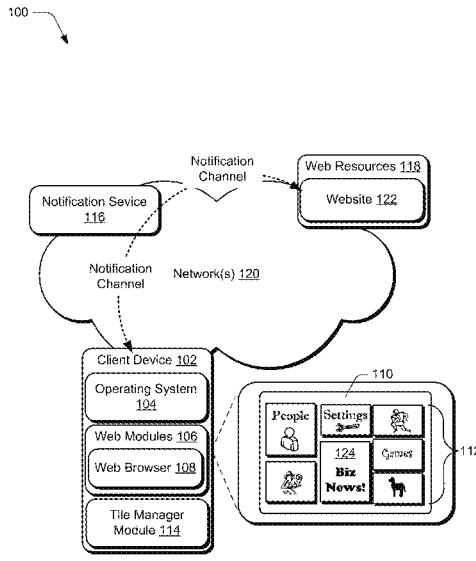 100
Notification
Channel
Web Resources 118
Website 122
Notification Sevice
116
Notification
Channel
Network(s) 120
Client Device 102
Operating System
104
Web Modules 106
Web Browser 108
Tile Manager
Module 114
110
People
Settings
124
Biz
News!
Games
112